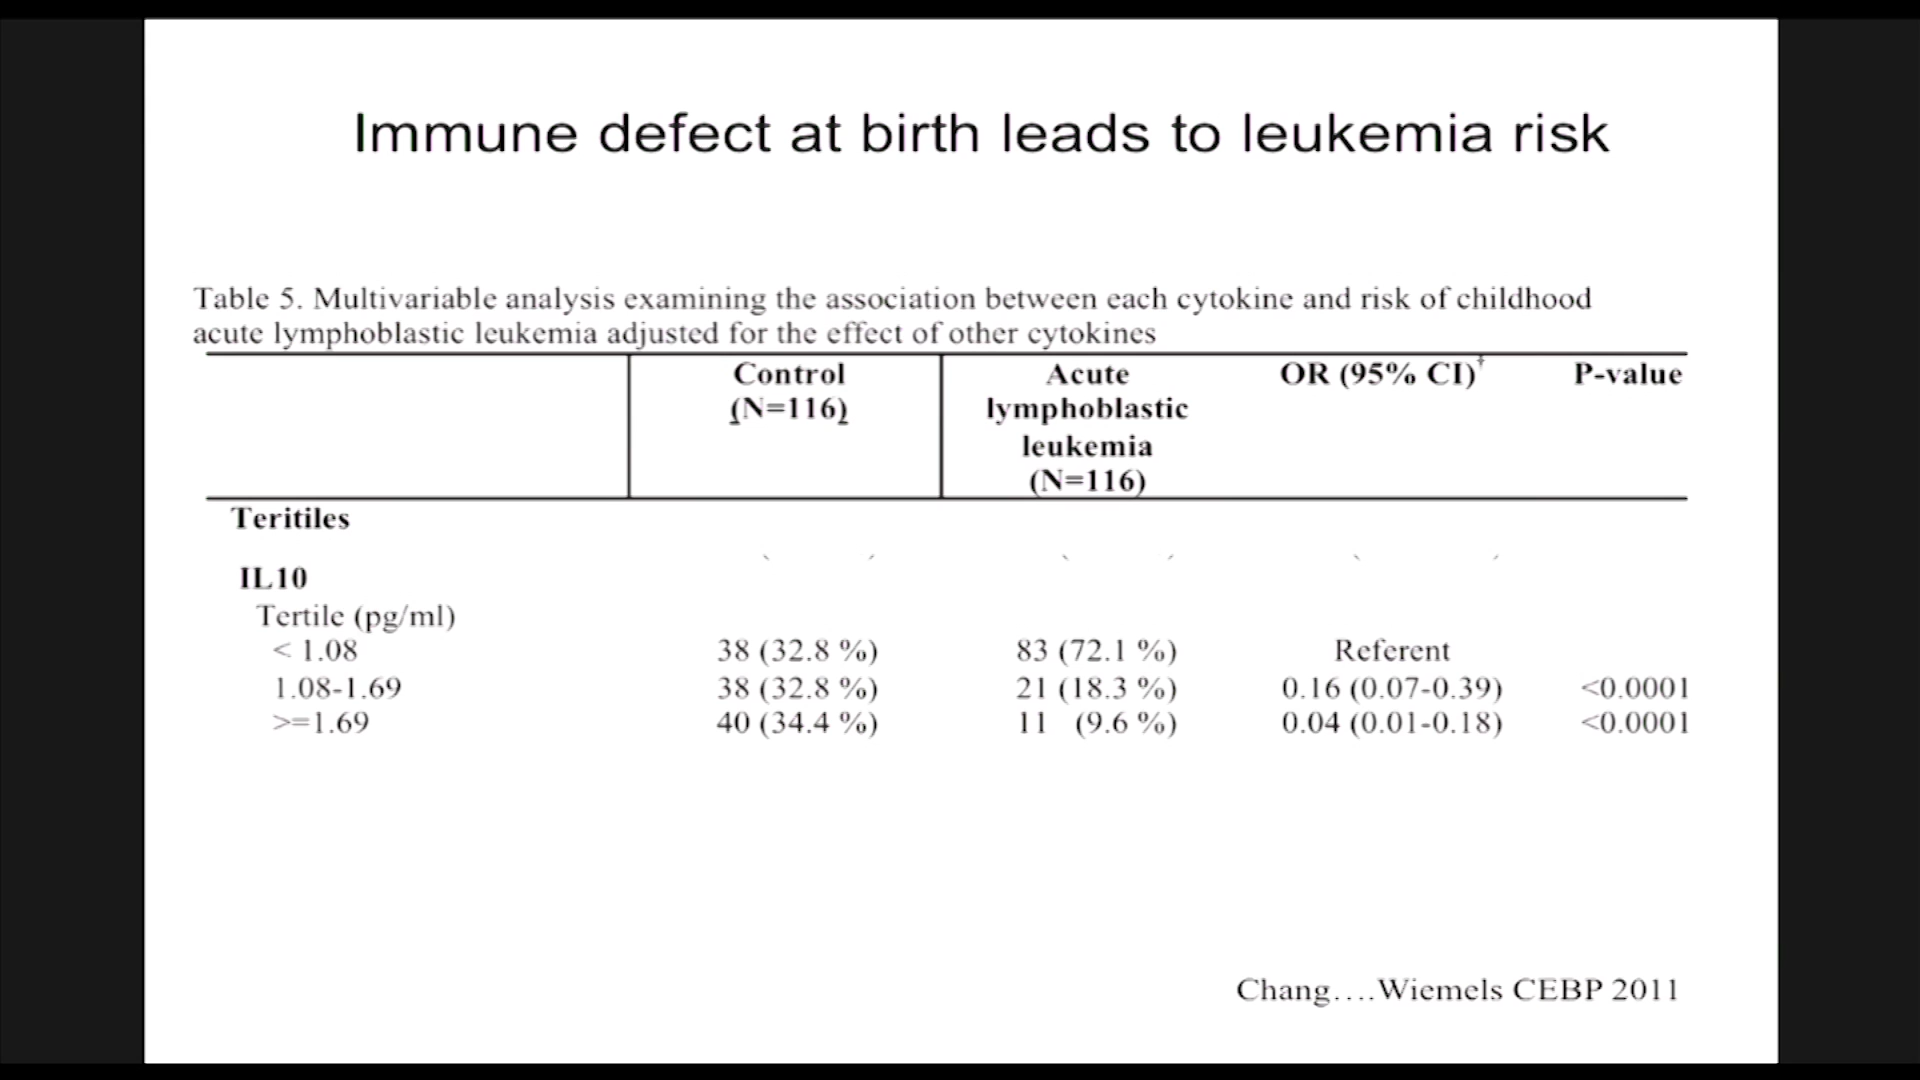 Immune defect at birth leads to leukemia risk
Table 5. Multivariable analysis examining the association between each cytokine and risk of childhood
acute lymphoblastic leukemia adjusted for the effect of other cytokines
Control (N=116)
Acute lymphoblastic leukemia (N=116)
OR (95% CI)†
P-value
Teritiles
IL10
Tertile (pg/ml)
< 1.08 38 (32.8 %) 83 (72.1 %) Referent
1.08-1.69 38 (32.8 %) 21 (18.3 %) 0.16 (0.07-0.39) <0.0001
>=1.69 40 (34.4 %) 11 (9.6 %) 0.04 (0.01-0.18) <0.0001
Chang....Wiemels CEBP 2011